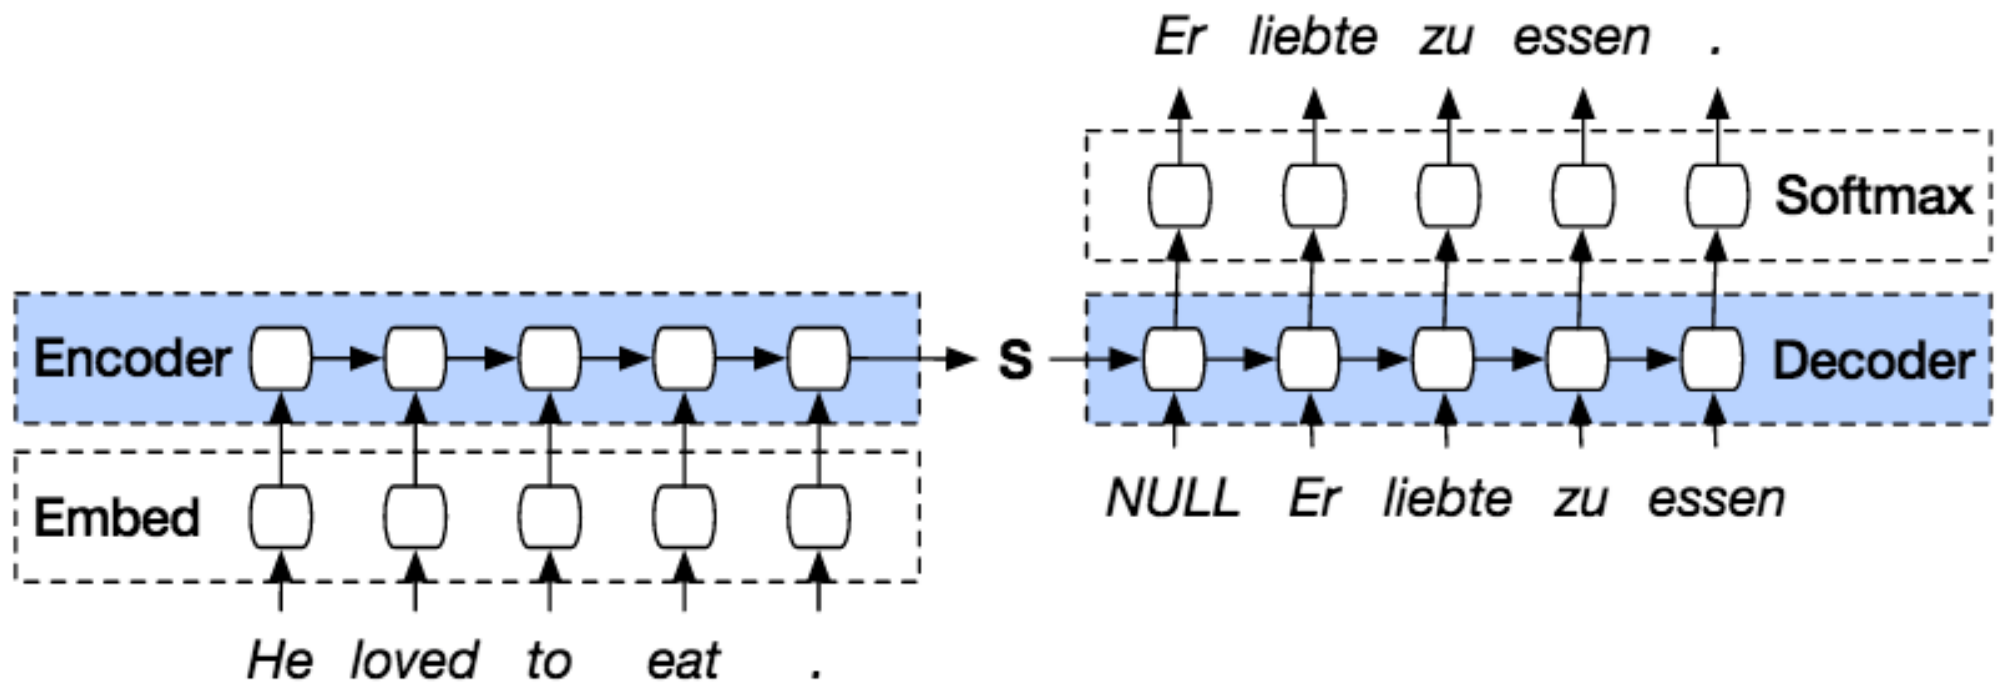 Er liebte zu essen .
Softmax
Encoder
S
Decoder
Embed
NULL Er liebte zu essen
He loved to eat .